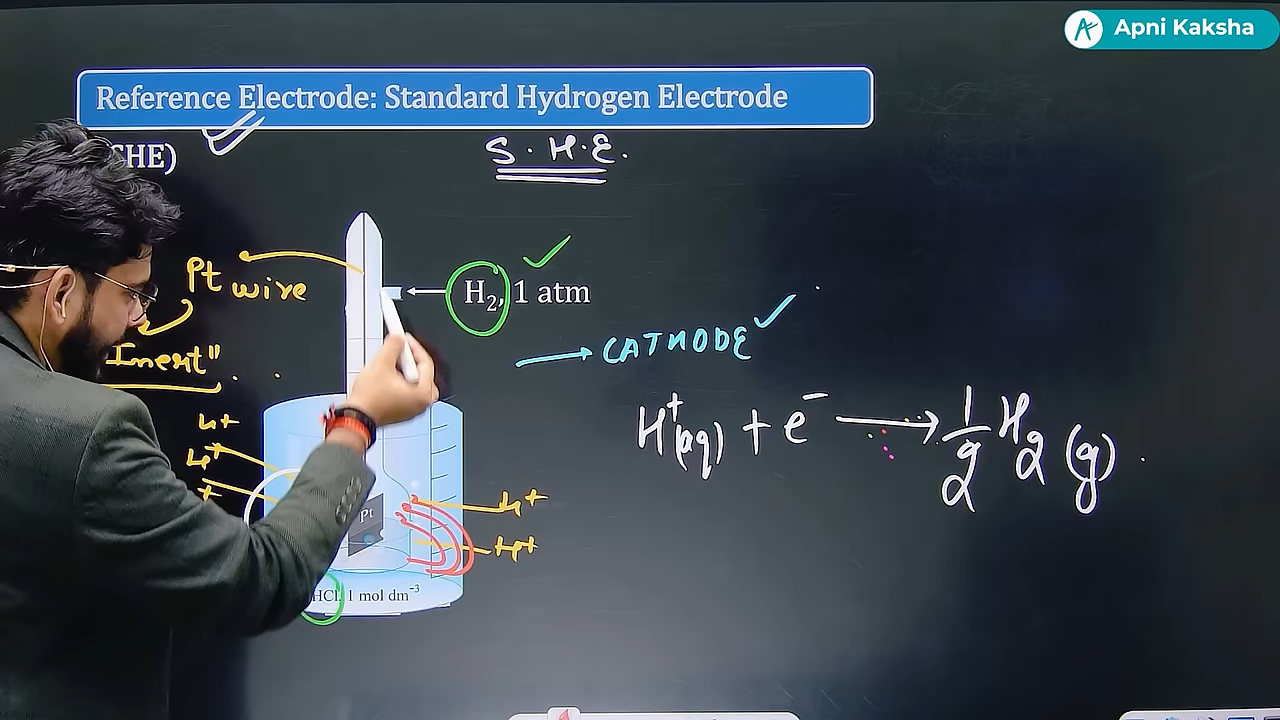 Apni Kaksha
Reference Electrode: Standard Hydrogen Electrode
SHE)
S.H.E.
Pt wire
H₂, 1 atm
Inert"
CATHODE
H⁺(aq) + e⁻ → 1/2 H₂ (g)
H⁺
H⁺
+
Pt
H⁺
H⁺
HCl, 1 mol dm⁻³